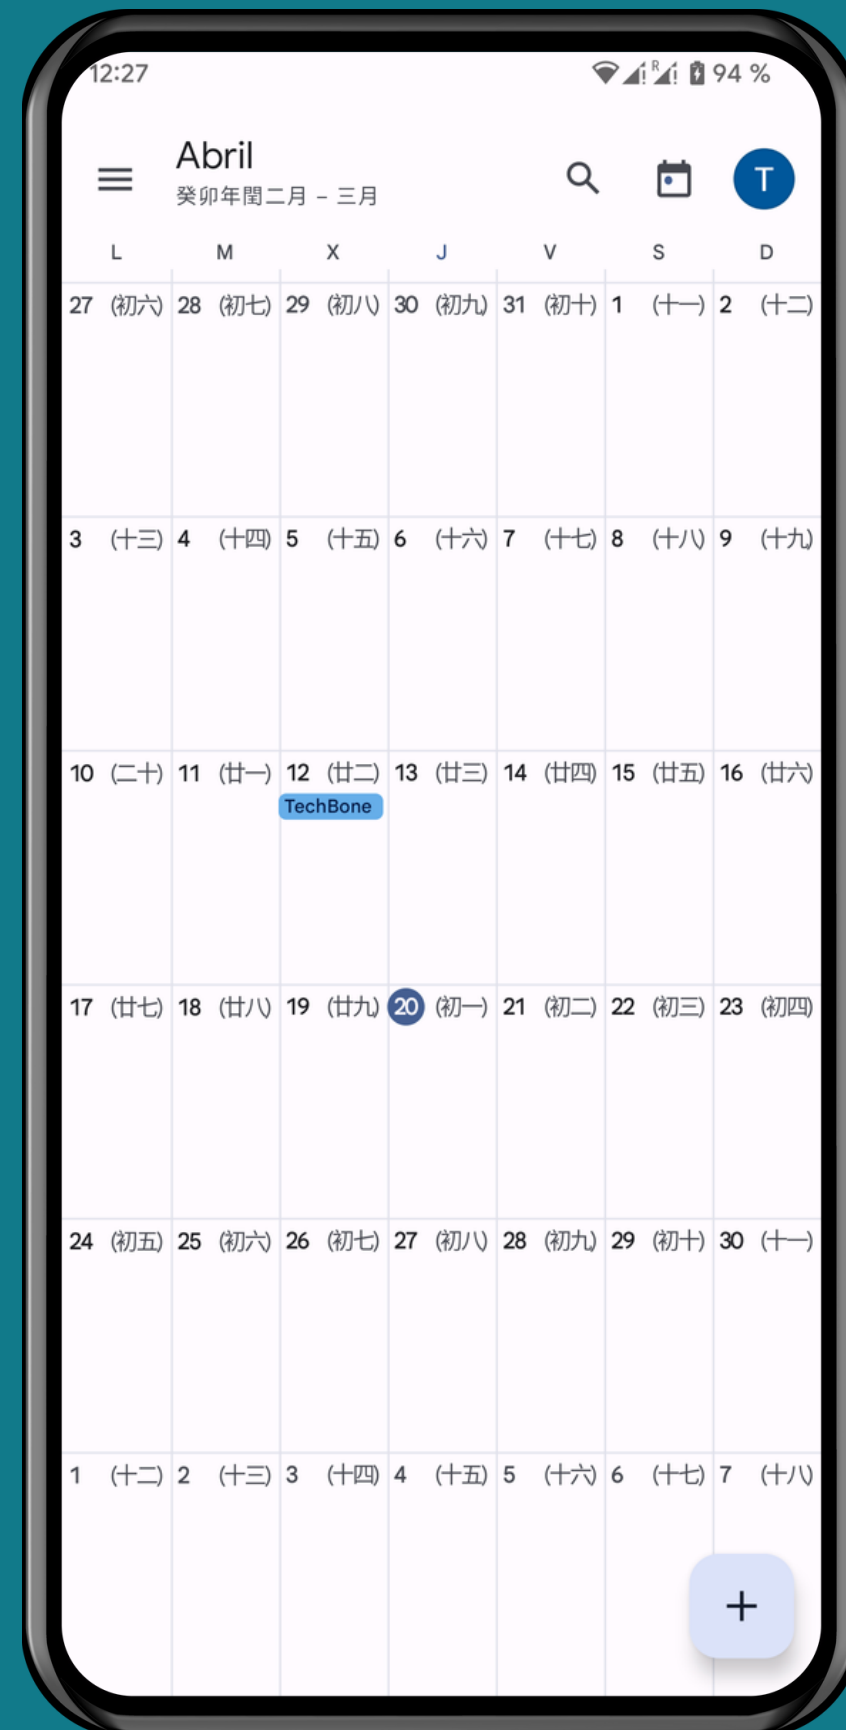 12:27 R 94 %
Abril
癸卯年閏二月 – 三月
T
L M X J V S D
27 (初六) 28 (初七) 29 (初八) 30 (初九) 31 (初十) 1 (十一) 2 (十二)
3 (十三) 4 (十四) 5 (十五) 6 (十六) 7 (十七) 8 (十八) 9 (十九)
10 (二十) 11 (廿一) 12 (廿二) 13 (廿三) 14 (廿四) 15 (廿五) 16 (廿六)
TechBone
17 (廿七) 18 (廿八) 19 (廿九) 20 (初一) 21 (初二) 22 (初三) 23 (初四)
24 (初五) 25 (初六) 26 (初七) 27 (初八) 28 (初九) 29 (初十) 30 (十一)
1 (十二) 2 (十三) 3 (十四) 4 (十五) 5 (十六) 6 (十七) 7 (十八)